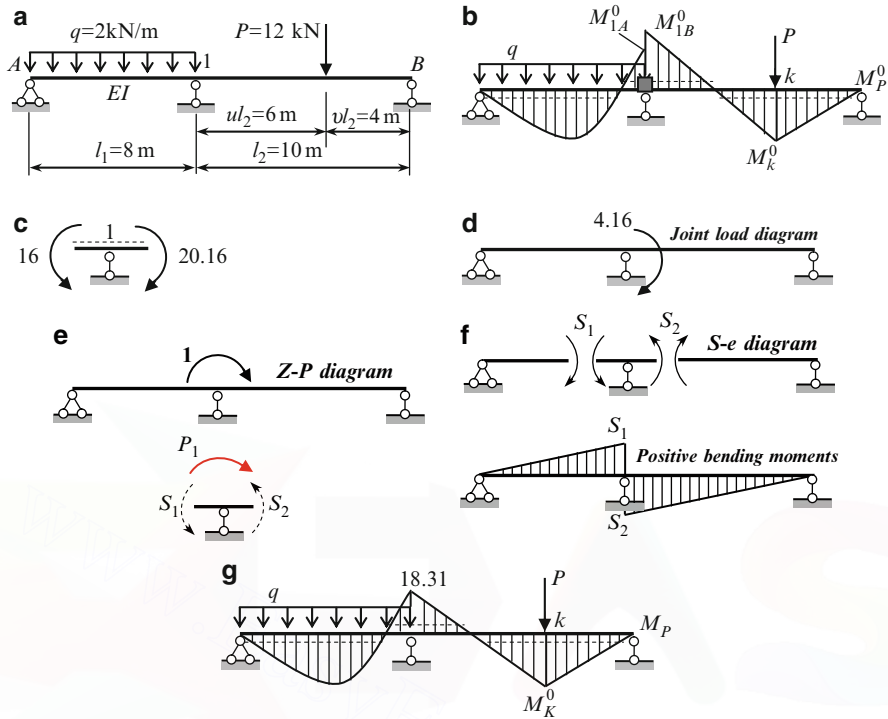 a
q=2kN/m
P=12 kN
A
1
B
EI
ul₂=6 m
υl₂=4 m
l₁=8 m
l₂=10 m
b
M⁰₁A
M⁰₁B
P
q
k
M⁰P
M⁰k
c
1
16
20.16
d
4.16
Joint load diagram
e
1
Z-P diagram
P₁
S₁
S₂
f
S₁
S₂
S-e diagram
S₁
Positive bending moments
S₂
g
18.31
P
q
k
MP
M⁰K